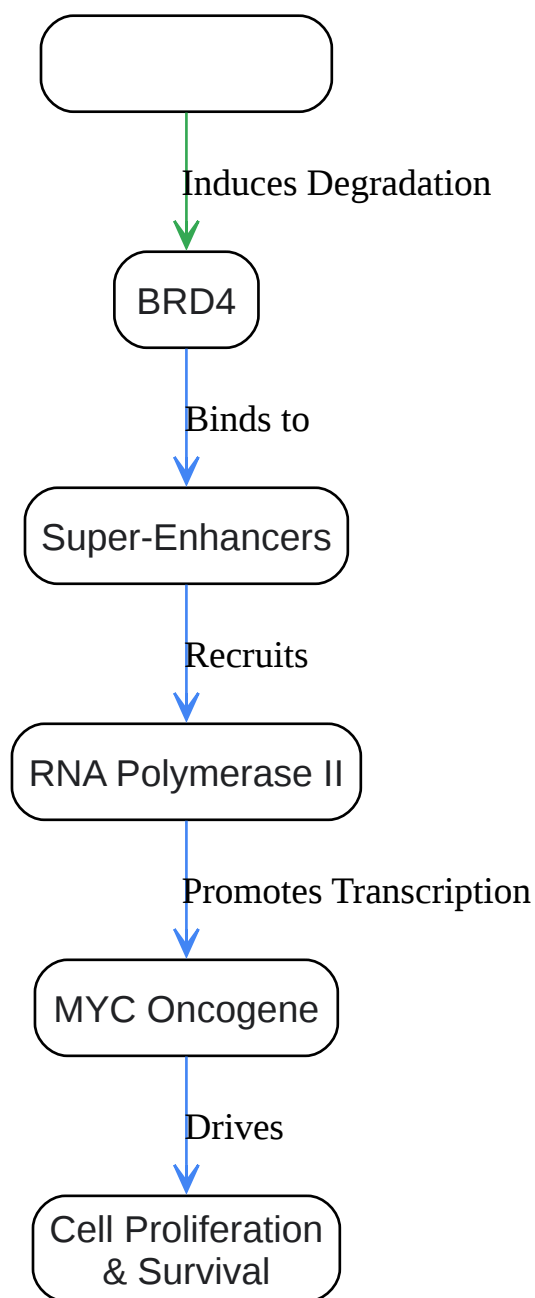 Induces Degradation
BRD4
Binds to
Super-Enhancers
Recruits
RNA Polymerase II
Promotes Transcription
MYC Oncogene
Drives
Cell Proliferation
& Survival